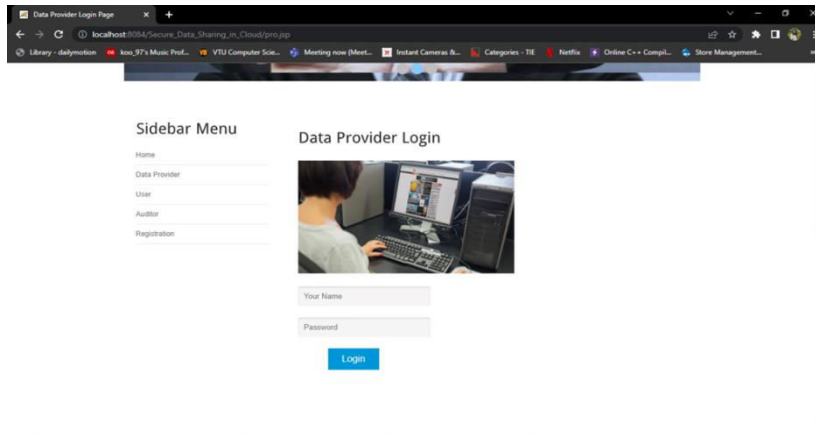 Data Provider Login Page
localhost:8084/Secure_Data_Sharing_in_Cloud/pro.jsp
Library - dailymotion koo_97's Music Prof... VTU Computer Scie... Meeting now (Meet... Instant Cameras &... Categories - TIE Netflix Online C++ Compil... Store Management...
Sidebar Menu
Home
Data Provider
User
Auditor
Registration
Data Provider Login
Your Name
Password
Login